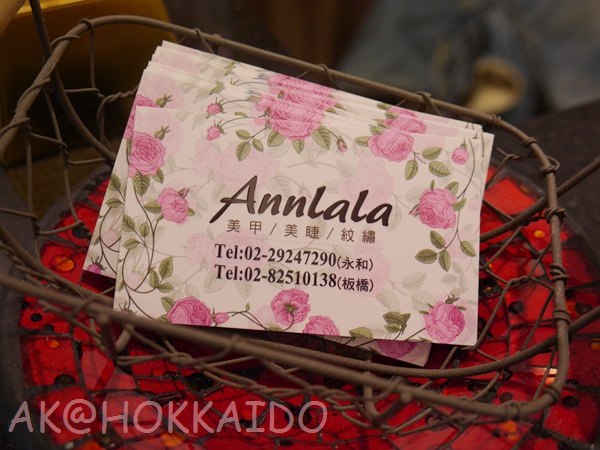 Annlala
美甲/美睫/紋繡
Tel:02-29247290(永和)
Tel:02-82510138(板橋)
AK@HOKKAIDO